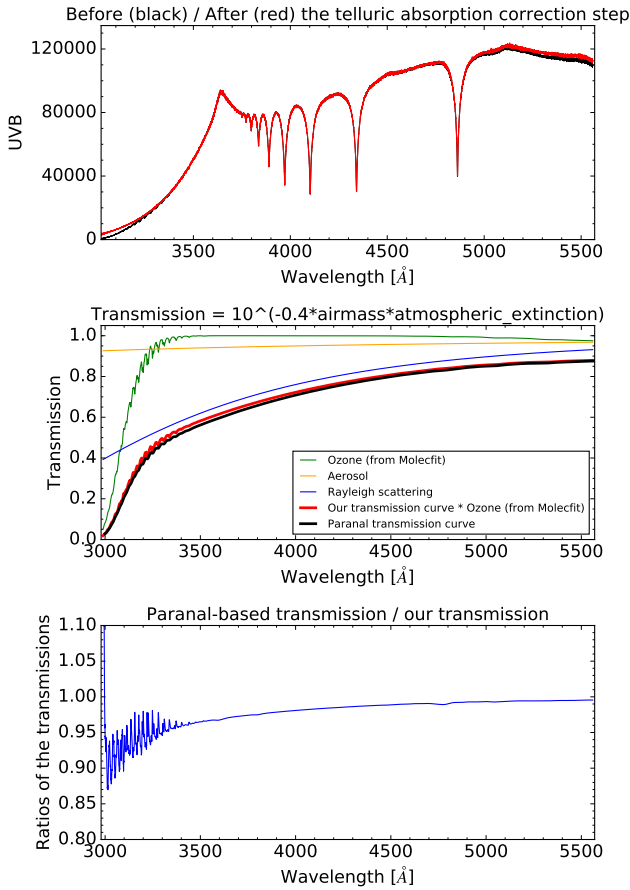 Before (black) / After (red) the telluric absorption correction step
120000
80000
40000
0
UVB
3500 4000 4500 5000 5500
Wavelength [Å]
Transmission = 10^(-0.4*airmass*atmospheric_extinction)
1.0
0.8
0.6
0.4
0.2
0.0
Transmission
Ozone (from Molecfit)
Aerosol
Rayleigh scattering
Our transmission curve * Ozone (from Molecfit)
Paranal transmission curve
3000 3500 4000 4500 5000 5500
Wavelength [Å]
Paranal-based transmission / our transmission
1.10
1.05
1.00
0.95
0.90
0.85
0.80
Ratios of the transmissions
3000 3500 4000 4500 5000 5500
Wavelength [Å]